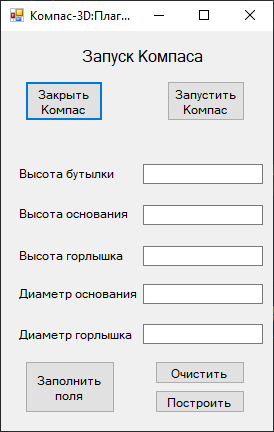 Компас-3D:Плаг...
Запуск Компаса
Закрыть
Компас
Запустить
Компас
Высота бутылки
Высота основания
Высота горлышка
Диаметр основания
Диаметр горлышка
Заполнить
поля
Очистить
Построить